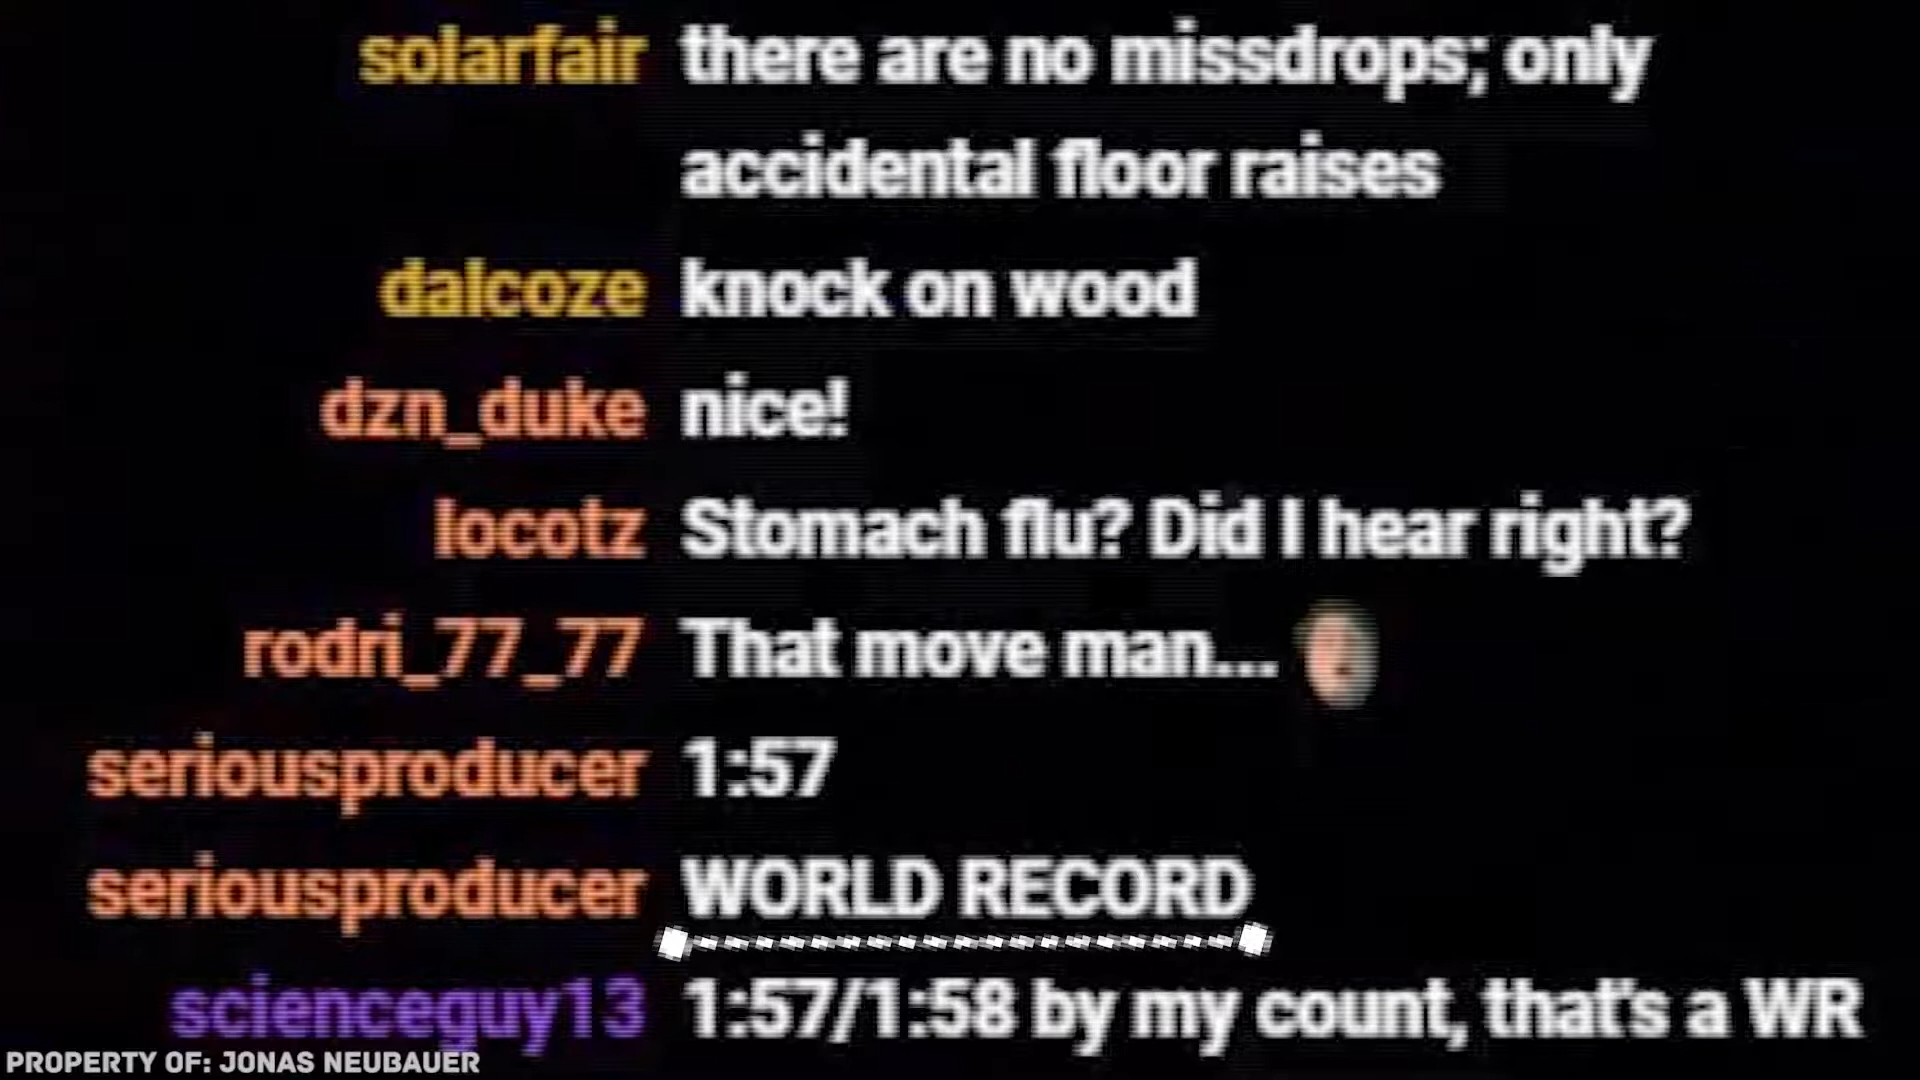 solarfair there are no missdrops; only
accidental floor raises
dalcoze knock on wood
dzn_duke nice!
locotz Stomach flu? Did I hear right?
rodri_77_77 That move man...
seriousproducer 1:57
seriousproducer WORLD RECORD
scienceguy13 1:57/1:58 by my count, that's a WR
PROPERTY OF: JONAS NEUBAUER